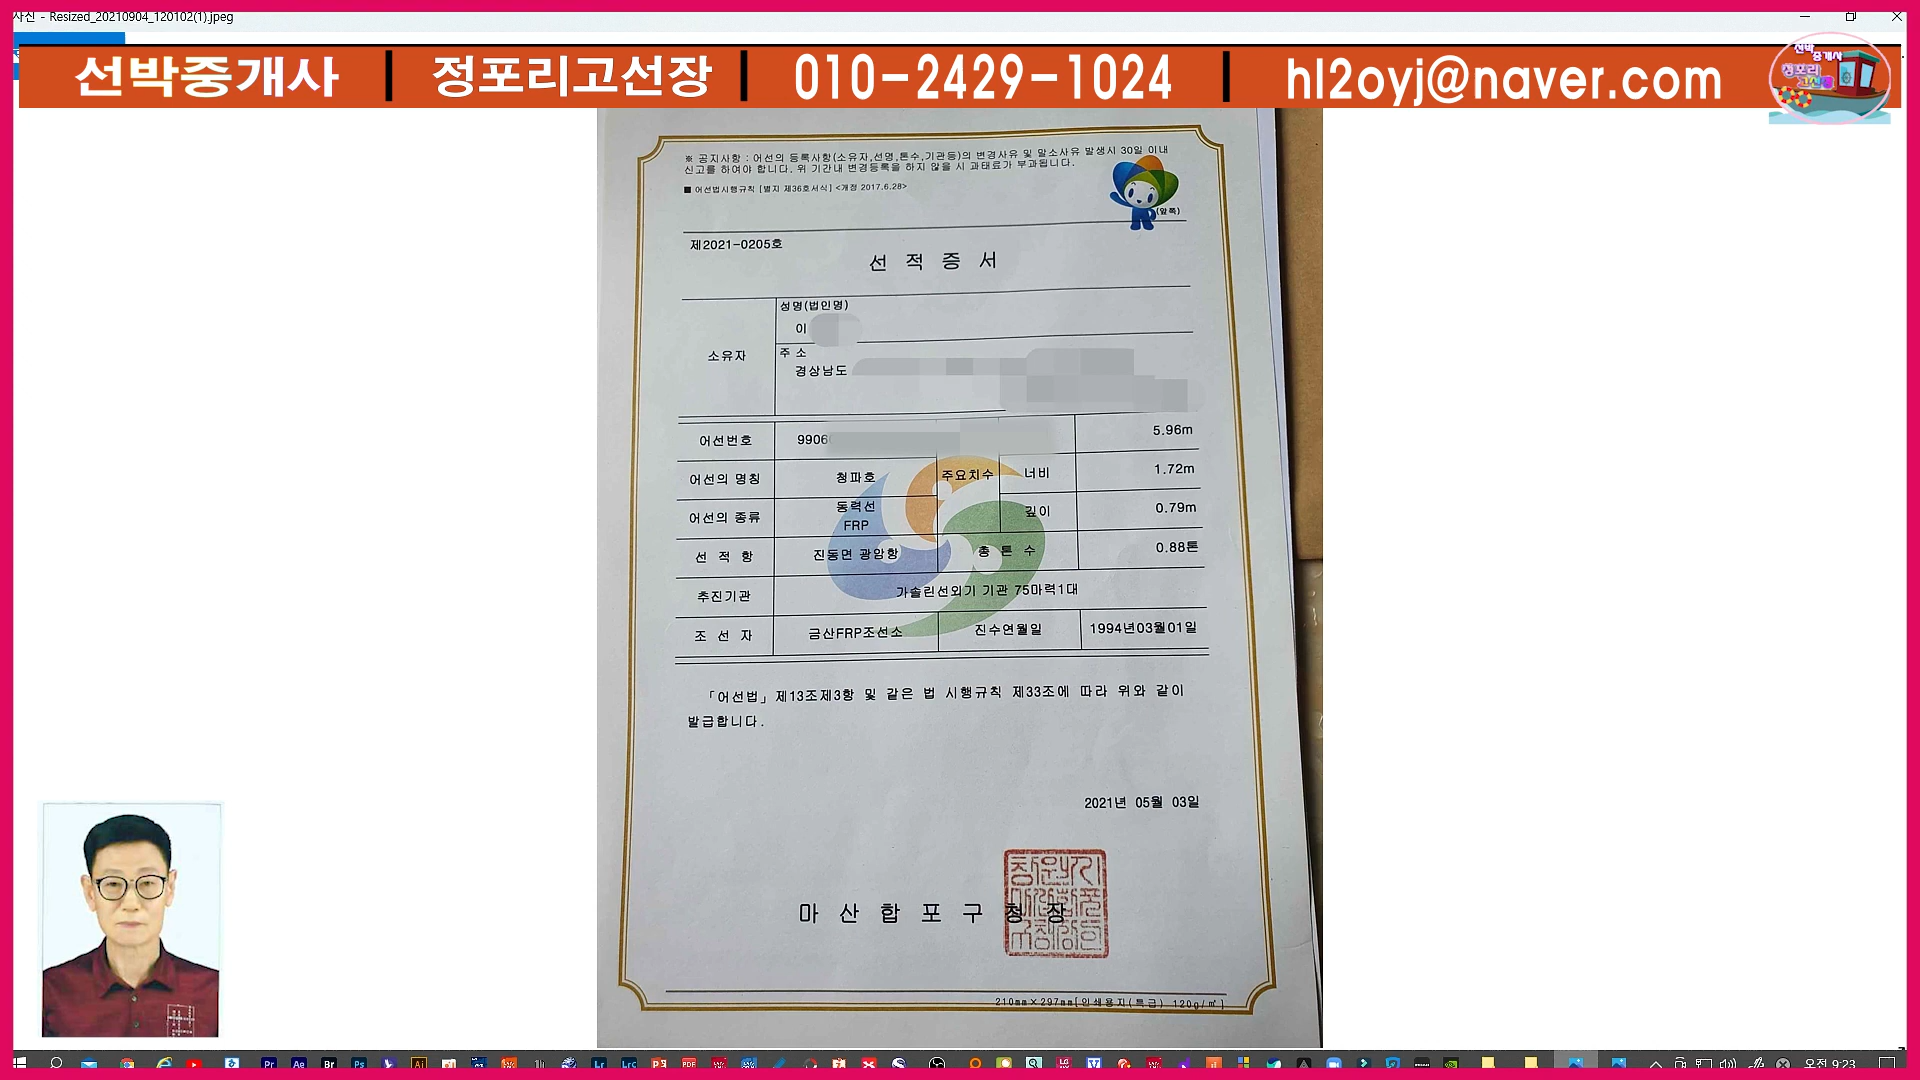 사진 - Resized_20210904_120102(1).jpeg
선박중개사 | 정포리고선장 | 010-2429-1024 | hl2oyj@naver.com
선박
중개사
정포리
고선장
※ 공지사항 : 어선의 등록사항(소유자,선명,톤수,기관등)의 변경사유 및 말소사유 발생시 30일 이내
신고를 하여야 합니다. 위 기간내 변경등록을 하지 않을 시 과태료가 부과됩니다.
■ 어선법시행규칙 [별지 제36호서식] <개정 2017.6.28>
(앞쪽)
제2021-0205호
선 적 증 서
소유자
성명(법인명)
이
주 소
경상남도
어선번호 9906 5.96m
어선의 명칭 청파호 주요치수 너비 1.72m
어선의 종류 동력선 FRP 깊이 0.79m
선 적 항 진동면 광암항 총 톤 수 0.88톤
추진기관 가솔린선외기 기관 75마력1대
조 선 자 금산FRP조선소 진수연월일 1994년03월01일
「어선법」제13조제3항 및 같은 법 시행규칙 제33조에 따라 위와 같이
발급합니다.
2021년 05월 03일
마 산 합 포 구 청 장
210mm×297mm[인쇄용지(특급) 120g/㎡]
오전 9:23